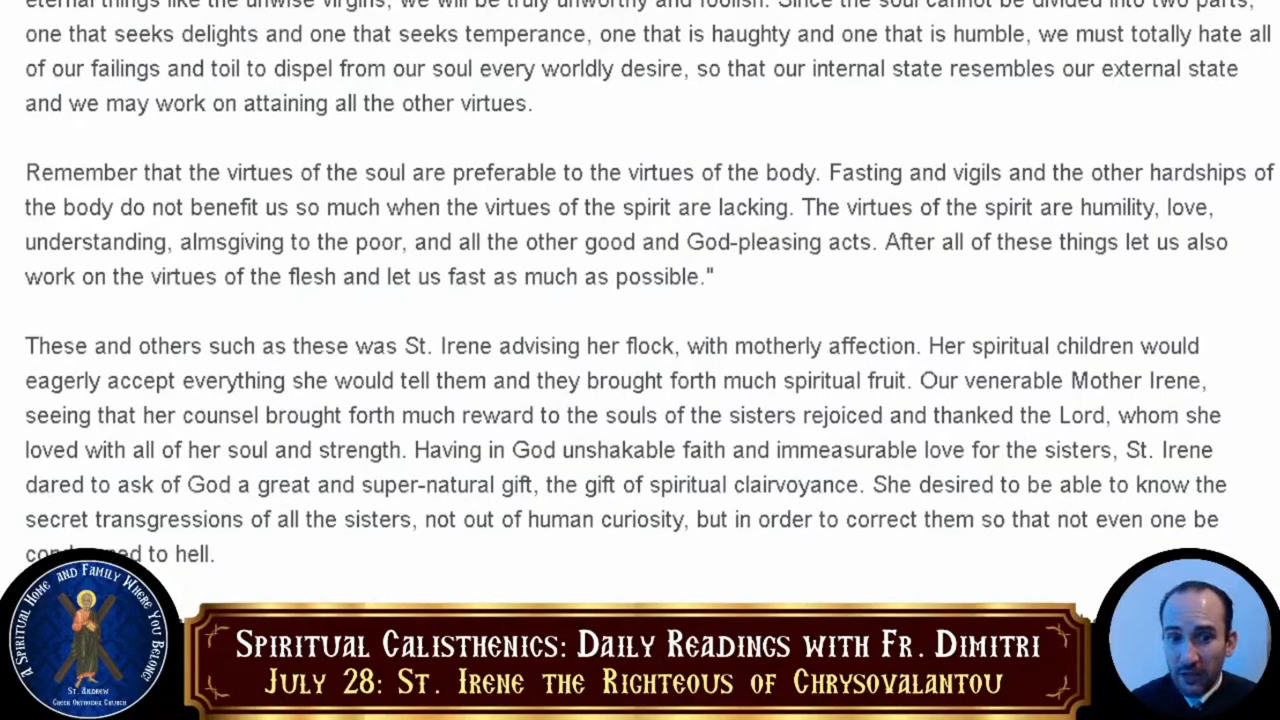 eternal things like the unwise virgins, we will be truly unworthy and foolish. Since the soul cannot be divided into two parts,
one that seeks delights and one that seeks temperance, one that is haughty and one that is humble, we must totally hate all
of our failings and toil to dispel from our soul every worldly desire, so that our internal state resembles our external state
and we may work on attaining all the other virtues.
Remember that the virtues of the soul are preferable to the virtues of the body. Fasting and vigils and the other hardships of
the body do not benefit us so much when the virtues of the spirit are lacking. The virtues of the spirit are humility, love,
understanding, almsgiving to the poor, and all the other good and God-pleasing acts. After all of these things let us also
work on the virtues of the flesh and let us fast as much as possible."
These and others such as these was St. Irene advising her flock, with motherly affection. Her spiritual children would
eagerly accept everything she would tell them and they brought forth much spiritual fruit. Our venerable Mother Irene,
seeing that her counsel brought forth much reward to the souls of the sisters rejoiced and thanked the Lord, whom she
loved with all of her soul and strength. Having in God unshakable faith and immeasurable love for the sisters, St. Irene
dared to ask of God a great and super-natural gift, the gift of spiritual clairvoyance. She desired to be able to know the
secret transgressions of all the sisters, not out of human curiosity, but in order to correct them so that not even one be
to hell.
A Spiritual Home and Family Where You Belong!
St. Andrew
Greek Orthodox Church
Spiritual Calisthenics: Daily Readings with Fr. Dimitri
July 28: St. Irene the Righteous of Chrysovalantou